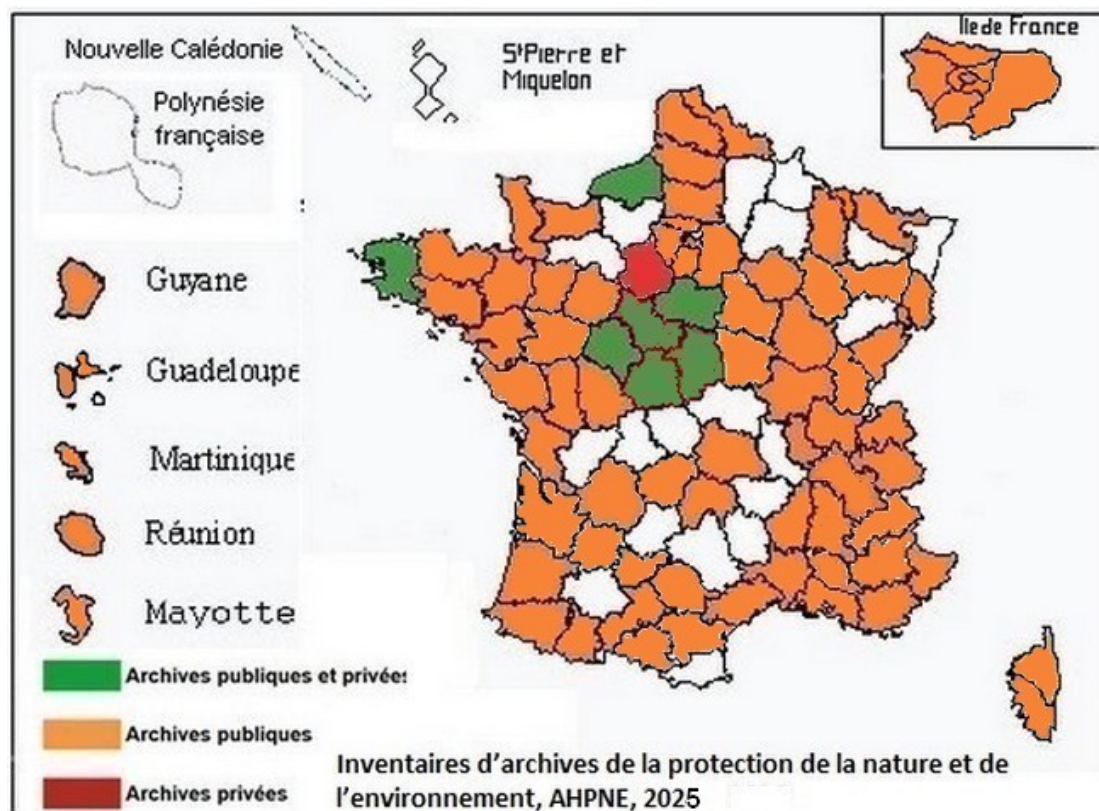 Nouvelle Calédonie
St Pierre et
Miquelon
Ile de France
Polynésie
française
Guyane
Guadeloupe
Martinique
Réunion
Mayotte
Archives publiques et privées
Archives publiques
Archives privées
Inventaires d’archives de la protection de la nature et de
l’environnement, AHPNE, 2025